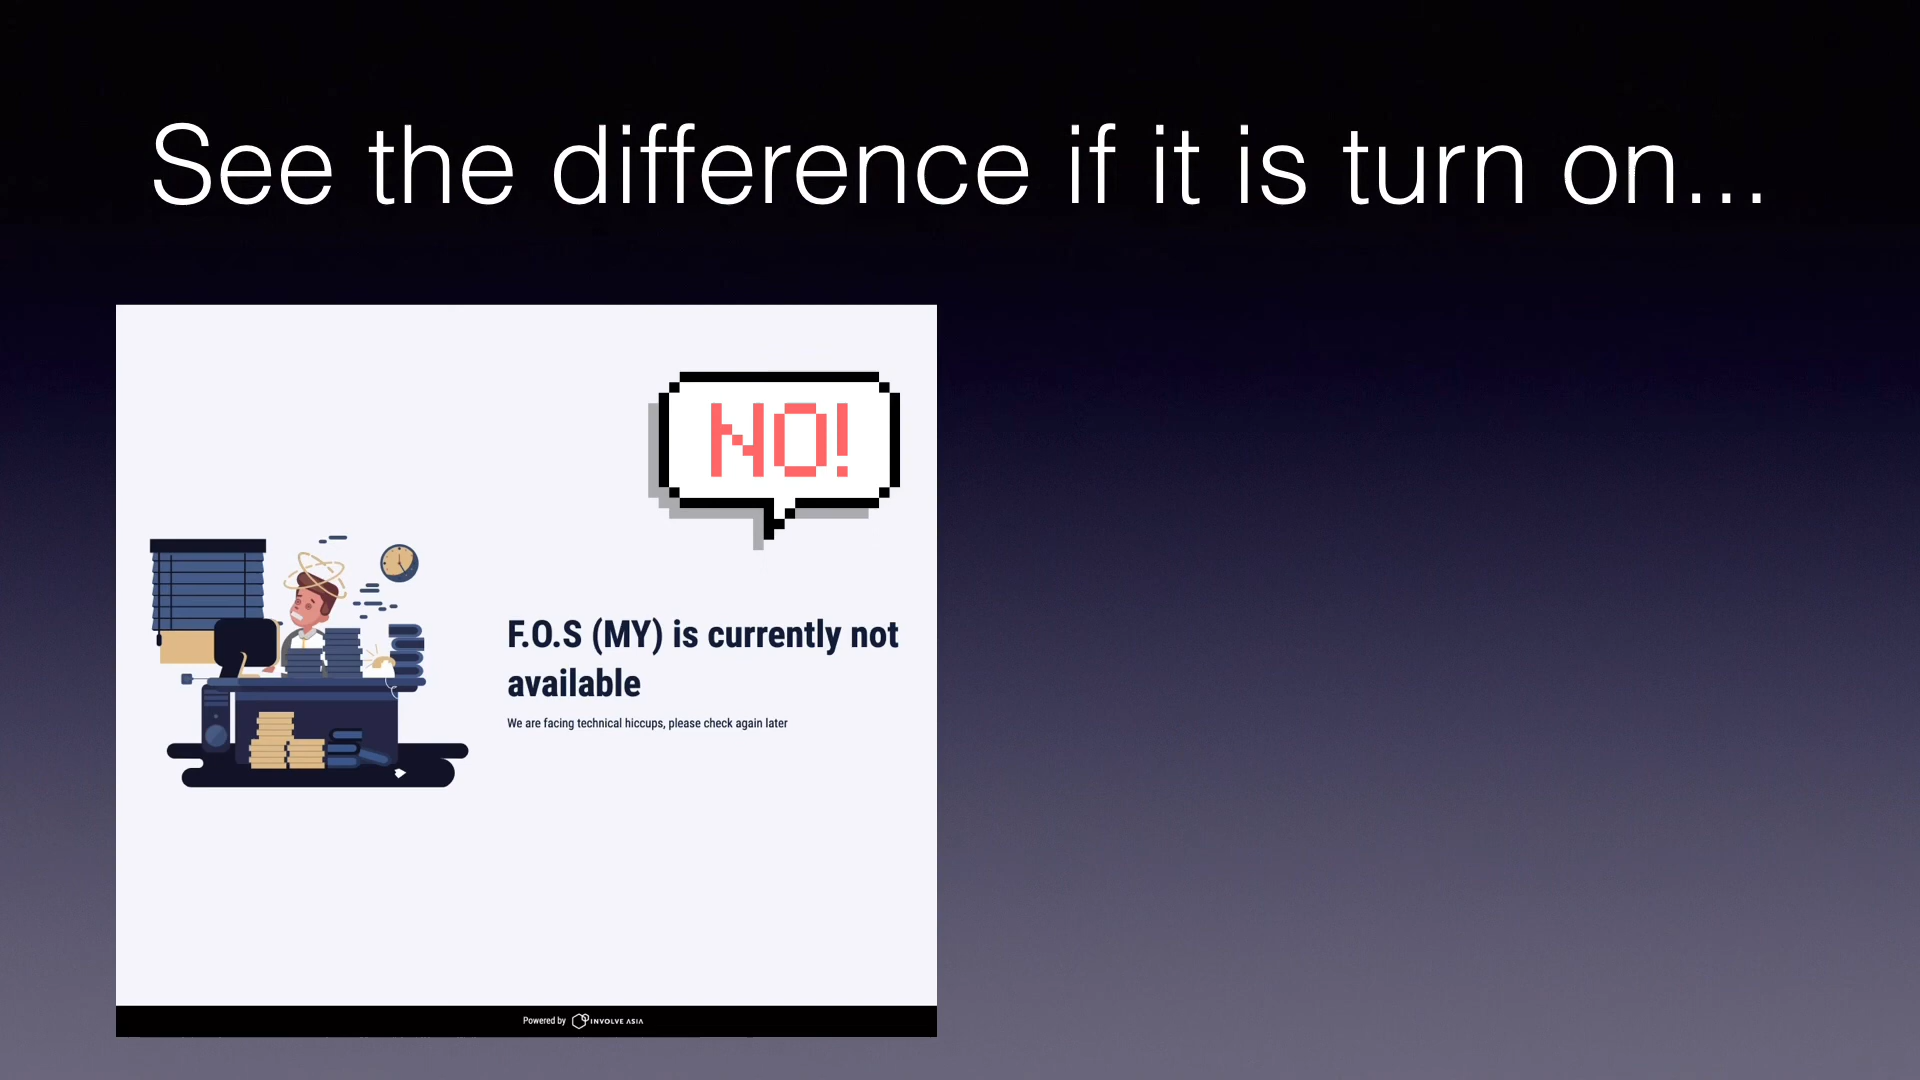 See the difference if it is turn on...
NO!
F.O.S (MY) is currently not
available
We are facing technical hiccups, please check again later
Powered by INVOLVE ASIA